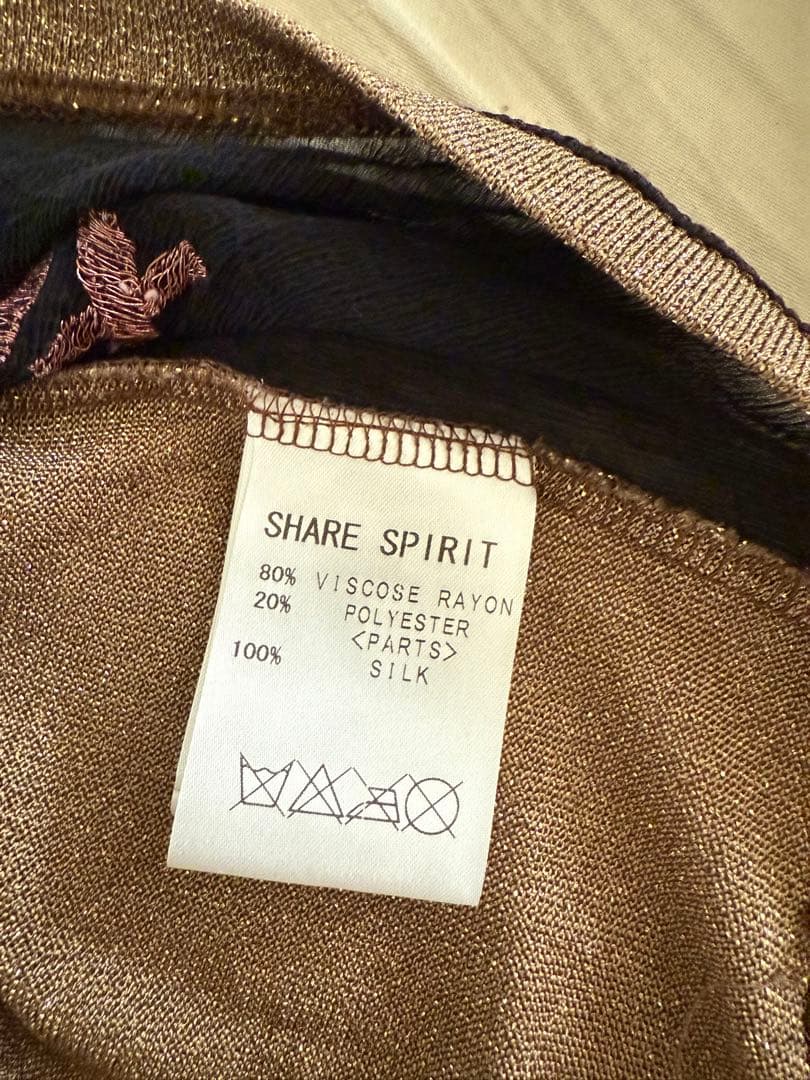 SHARE SPIRIT
80% VISCOSE RAYON
20% POLYESTER
<PARTS>
100% SILK